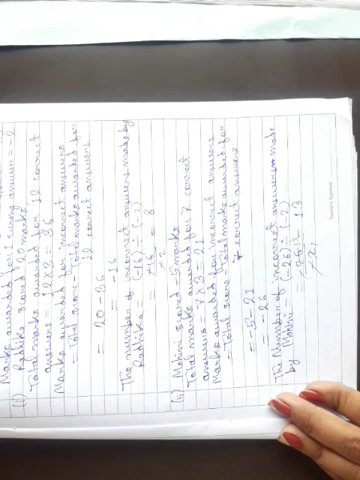 Marks awarded for 1 wrong answer = -2
(i) Radhika scored 20 marks
Total marks awarded for 12 correct
answers = 12x3 = 36
Marks awarded for incorrect answers
= Total score - Total marks awarded for
12 correct answers
= 20-36
= -16
The number of incorrect answers made by
Radhika = (-16) ÷ (-2)
= -16/-2 = 8
(ii) Mohini scored -5 marks
Total marks awarded for 7 correct
answers = 7x3 = 21
Marks awarded for incorrect answers
= Total score - Total marks awarded for
7 correct answers
= -5-21
= -26
The Number of incorrect answers made
by Mohini = (-26) ÷ (-2)
= -26/-2 = 13